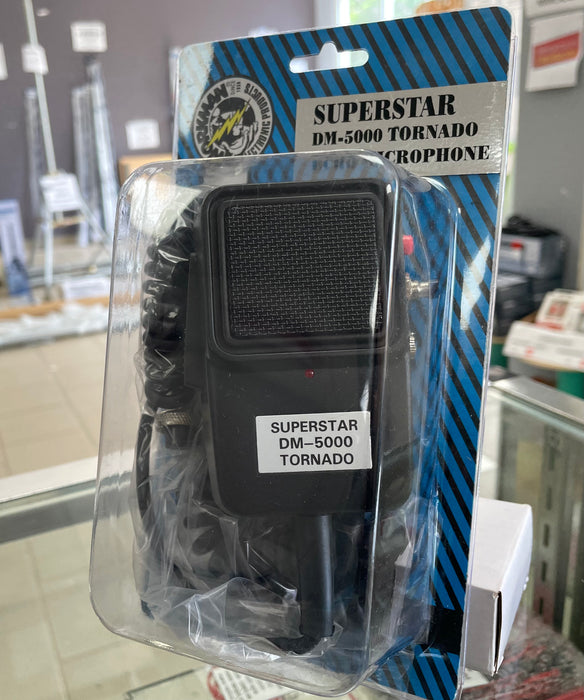 SUPERSTAR
DM-5000 TORNADO
MICROPHONE
SUPERSTAR
DM–5000
TORNADO